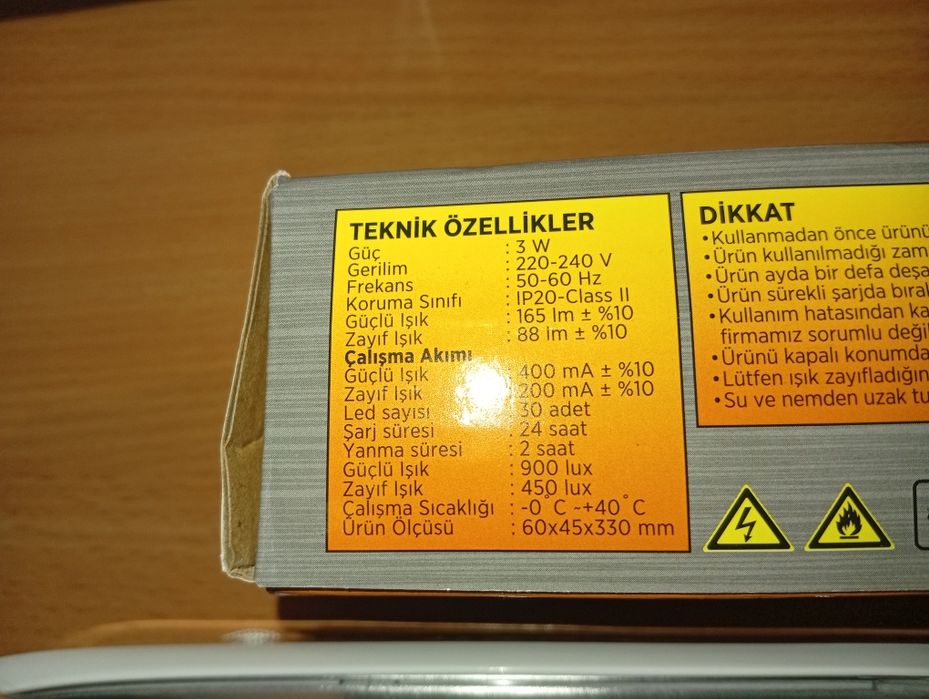 TEKNİK ÖZELLİKLER
Güç : 3 W
Gerilim : 220-240 V
Frekans : 50-60 Hz
Koruma Sınıfı : IP20-Class II
Güçlü Işık : 165 lm ± %10
Zayıf Işık : 88 lm ± %10
Çalışma Akımı
Güçlü Işık : 400 mA ± %10
Zayıf Işık : 200 mA ± %10
Led sayısı : 30 adet
Şarj süresi : 24 saat
Yanma süresi : 2 saat
Güçlü Işık : 900 lux
Zayıf Işık : 450 lux
Çalışma Sıcaklığı : -0°C ~+40°C
Ürün Ölçüsü : 60x45x330 mm
DİKKAT
•Kullanmadan önce ürünü
•Ürün kullanılmadığı zam
•Ürün ayda bir defa deşa
•Ürün sürekli şarjda bırak
•Kullanım hatasından ka
firmamız sorumlu değil
•Ürünü kapalı konumda
•Lütfen ışık zayıfladığın
•Su ve nemden uzak tu